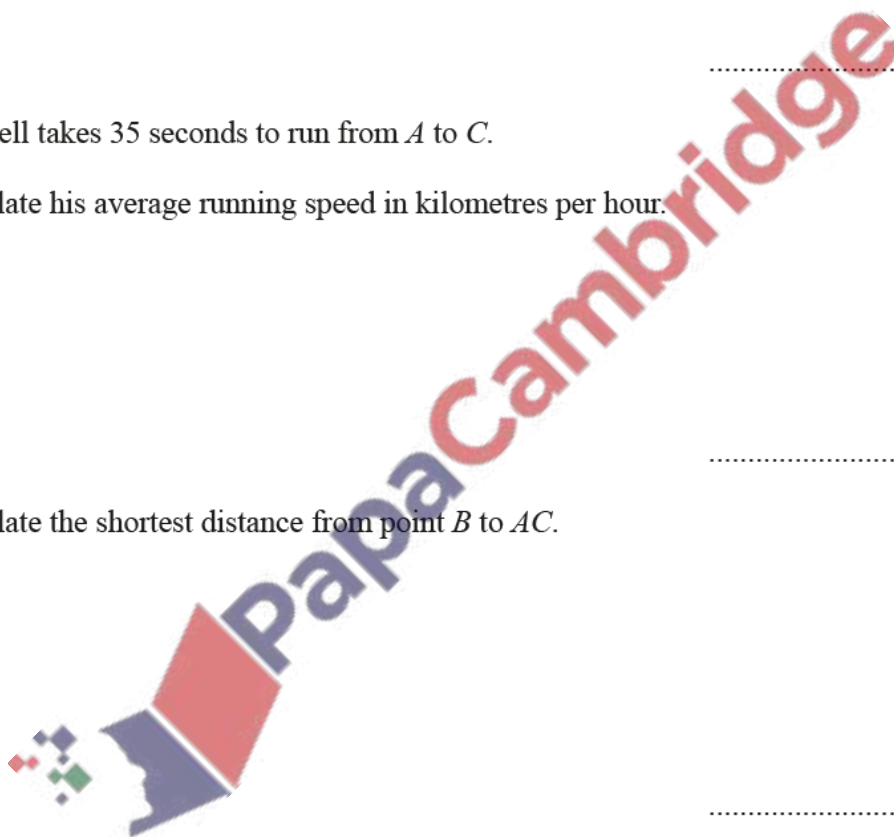 ell takes 35 seconds to run from A to C.
late his average running speed in kilometres per hour.
late the shortest distance from point B to AC.
PapaCambridge